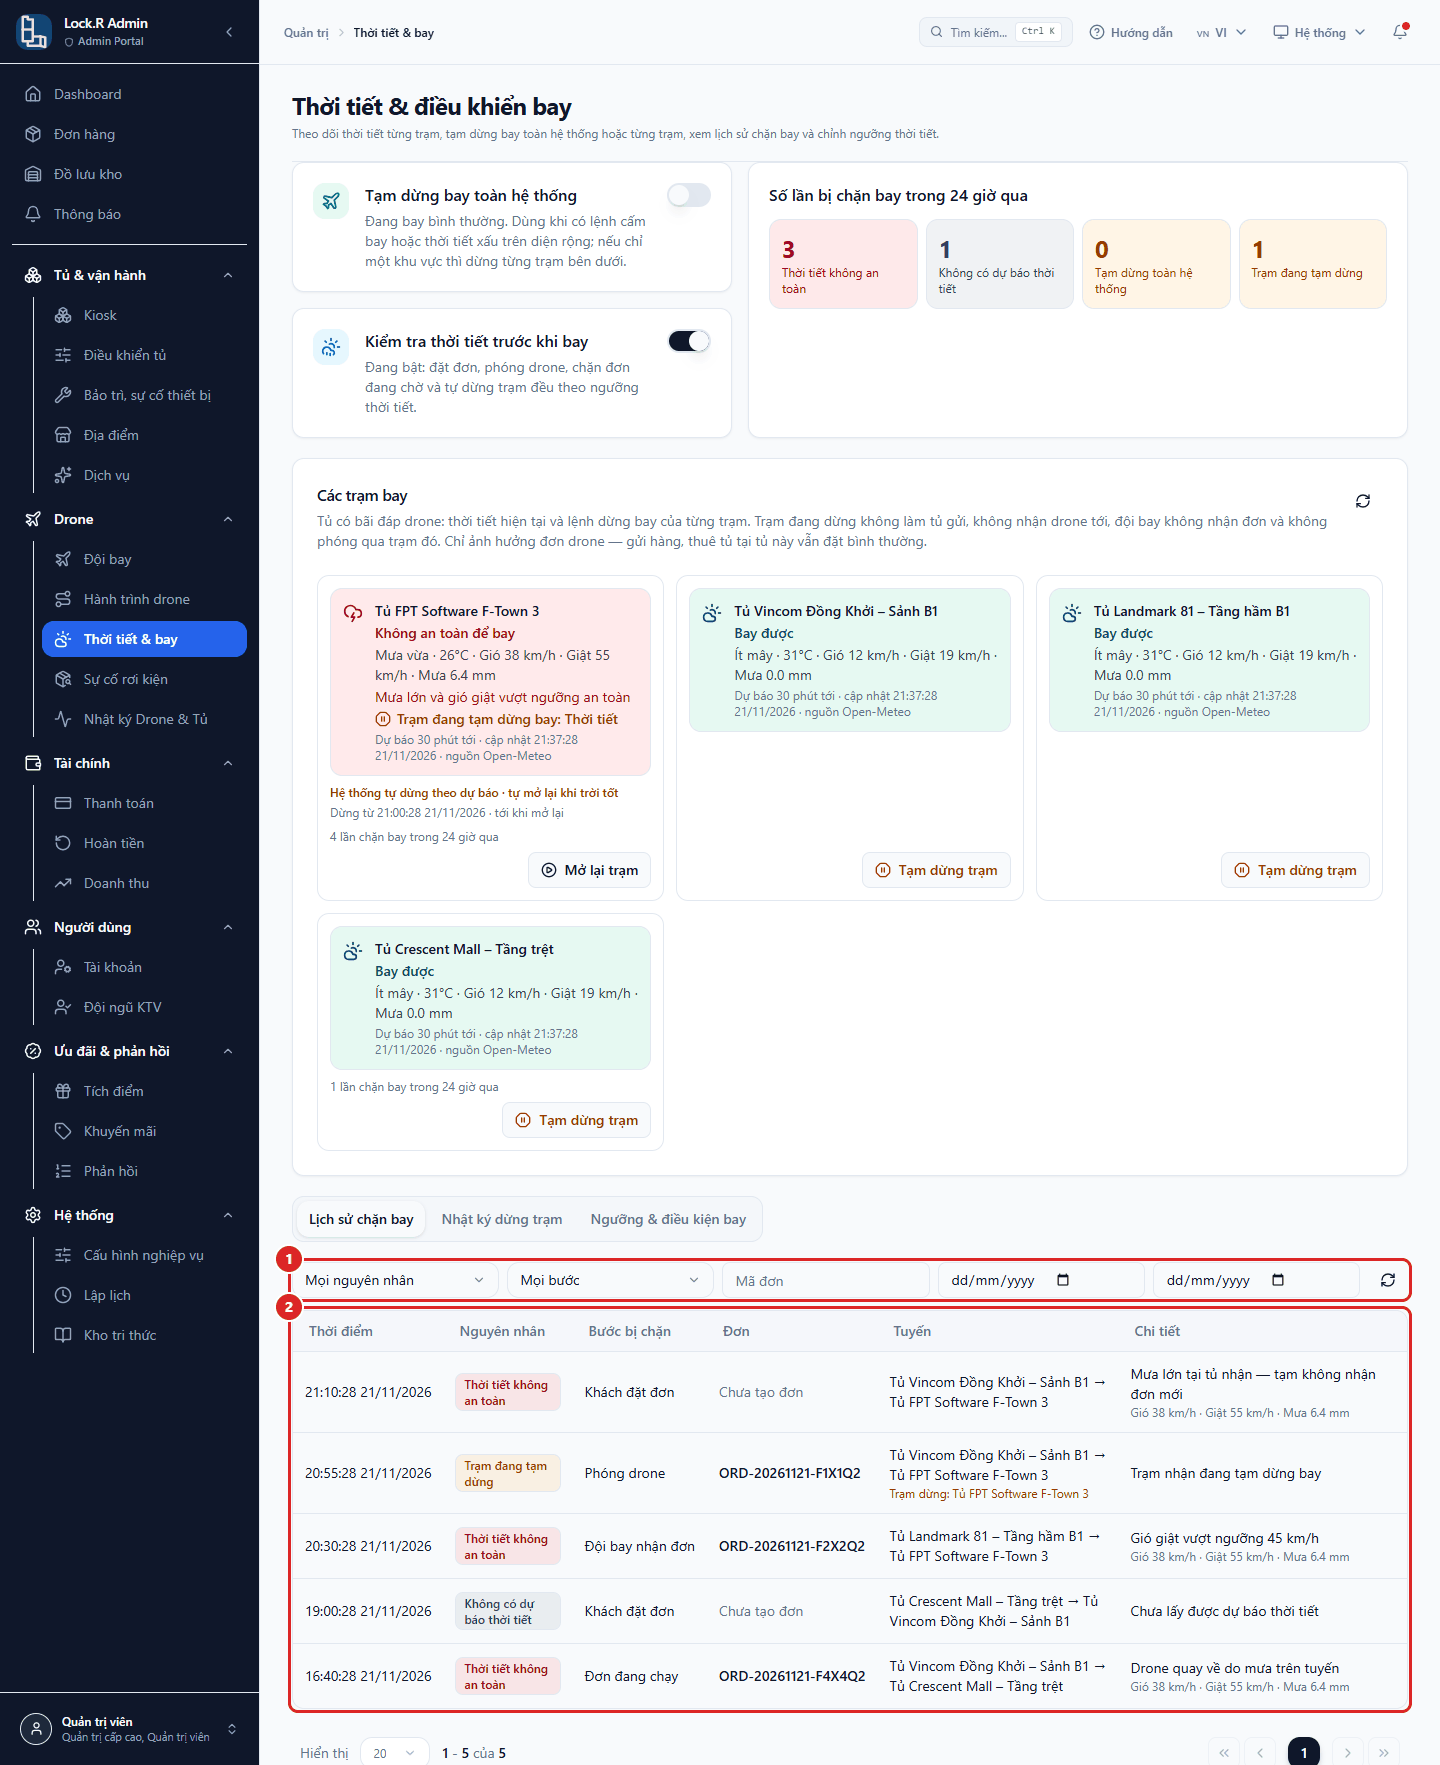 Lock.R Admin
Admin Portal
Dashboard
Đơn hàng
Đồ lưu kho
Thông báo
Tủ & vận hành
Kiosk
Điều khiển tủ
Bảo trì, sự cố thiết bị
Địa điểm
Dịch vụ
Drone
Đội bay
Hành trình drone
Thời tiết & bay
Sự cố rơi kiện
Nhật ký Drone & Tủ
Tài chính
Thanh toán
Hoàn tiền
Doanh thu
Người dùng
Tài khoản
Đội ngũ KTV
Ưu đãi & phản hồi
Tích điểm
Khuyến mãi
Phản hồi
Hệ thống
Cấu hình nghiệp vụ
Lập lịch
Kho tri thức
Quản trị viên
Quản trị cấp cao, Quản trị viên
Quản trị > Thời tiết & bay
Tìm kiếm... Ctrl K
Hướng dẫn
VN VI
Hệ thống
Thời tiết & điều khiển bay
Theo dõi thời tiết từng trạm, tạm dừng bay toàn hệ thống hoặc từng trạm, xem lịch sử chặn bay và chỉnh ngưỡng thời tiết.
Tạm dừng bay toàn hệ thống
Đang bay bình thường. Dùng khi có lệnh cấm
bay hoặc thời tiết xấu trên diện rộng; nếu chỉ
một khu vực thì dừng từng trạm bên dưới.
Kiểm tra thời tiết trước khi bay
Đang bật: đặt đơn, phóng drone, chặn đơn
đang chờ và tự dừng trạm đều theo ngưỡng
thời tiết.
Số lần bị chặn bay trong 24 giờ qua
3
Thời tiết không an
toàn
1
Không có dự báo thời
tiết
0
Tạm dừng toàn hệ
thống
1
Trạm đang tạm dừng
Các trạm bay
Tủ có bãi đáp drone: thời tiết hiện tại và lệnh dừng bay của từng trạm. Trạm đang dừng không làm tủ gửi, không nhận drone tới, đội bay không nhận đơn và không
phóng qua trạm đó. Chỉ ảnh hưởng đơn drone — gửi hàng, thuê tủ tại tủ này vẫn đặt bình thường.
Tủ FPT Software F-Town 3
Không an toàn để bay
Mưa vừa · 26°C · Gió 38 km/h · Giật 55
km/h · Mưa 6.4 mm
Mưa lớn và gió giật vượt ngưỡng an toàn
Trạm đang tạm dừng bay: Thời tiết
Dự báo 30 phút tới · cập nhật 21:37:28
21/11/2026 · nguồn Open-Meteo
Hệ thống tự dừng theo dự báo · tự mở lại khi trời tốt
Dừng từ 21:00:28 21/11/2026 · tới khi mở lại
4 lần chặn bay trong 24 giờ qua
Mở lại trạm
Tủ Vincom Đồng Khởi – Sảnh B1
Bay được
Ít mây · 31°C · Gió 12 km/h · Giật 19 km/h ·
Mưa 0.0 mm
Dự báo 30 phút tới · cập nhật 21:37:28
21/11/2026 · nguồn Open-Meteo
Tạm dừng trạm
Tủ Landmark 81 – Tầng hầm B1
Bay được
Ít mây · 31°C · Gió 12 km/h · Giật 19 km/h ·
Mưa 0.0 mm
Dự báo 30 phút tới · cập nhật 21:37:28
21/11/2026 · nguồn Open-Meteo
Tạm dừng trạm
Tủ Crescent Mall – Tầng trệt
Bay được
Ít mây · 31°C · Gió 12 km/h · Giật 19 km/h ·
Mưa 0.0 mm
Dự báo 30 phút tới · cập nhật 21:37:28
21/11/2026 · nguồn Open-Meteo
1 lần chặn bay trong 24 giờ qua
Tạm dừng trạm
Lịch sử chặn bay Nhật ký dừng trạm Ngưỡng & điều kiện bay
1
Mọi nguyên nhân Mọi bước Mã đơn dd/mm/yyyy dd/mm/yyyy
2
Thời điểm Nguyên nhân Bước bị chặn Đơn Tuyến Chi tiết
21:10:28 21/11/2026
Thời tiết không
an toàn
Khách đặt đơn
Chưa tạo đơn
Tủ Vincom Đồng Khởi – Sảnh B1 →
Tủ FPT Software F-Town 3
Mưa lớn tại tủ nhận — tạm không nhận
đơn mới
Gió 38 km/h · Giật 55 km/h · Mưa 6.4 mm
20:55:28 21/11/2026
Trạm đang tạm
dừng
Phóng drone
ORD-20261121-F1X1Q2
Tủ Vincom Đồng Khởi – Sảnh B1 →
Tủ FPT Software F-Town 3
Trạm dừng: Tủ FPT Software F-Town 3
Trạm nhận đang tạm dừng bay
20:30:28 21/11/2026
Thời tiết không
an toàn
Đội bay nhận đơn
ORD-20261121-F2X2Q2
Tủ Landmark 81 – Tầng hầm B1 →
Tủ FPT Software F-Town 3
Gió giật vượt ngưỡng 45 km/h
Gió 38 km/h · Giật 55 km/h · Mưa 6.4 mm
19:00:28 21/11/2026
Không có dự
báo thời tiết
Khách đặt đơn
Chưa tạo đơn
Tủ Crescent Mall – Tầng trệt → Tủ
Vincom Đồng Khởi – Sảnh B1
Chưa lấy được dự báo thời tiết
16:40:28 21/11/2026
Thời tiết không
an toàn
Đơn đang chạy
ORD-20261121-F4X4Q2
Tủ Vincom Đồng Khởi – Sảnh B1 →
Tủ Crescent Mall – Tầng trệt
Drone quay về do mưa trên tuyến
Gió 38 km/h · Giật 55 km/h · Mưa 6.4 mm
Hiển thị 20 1 - 5 của 5
« ‹ 1 › »